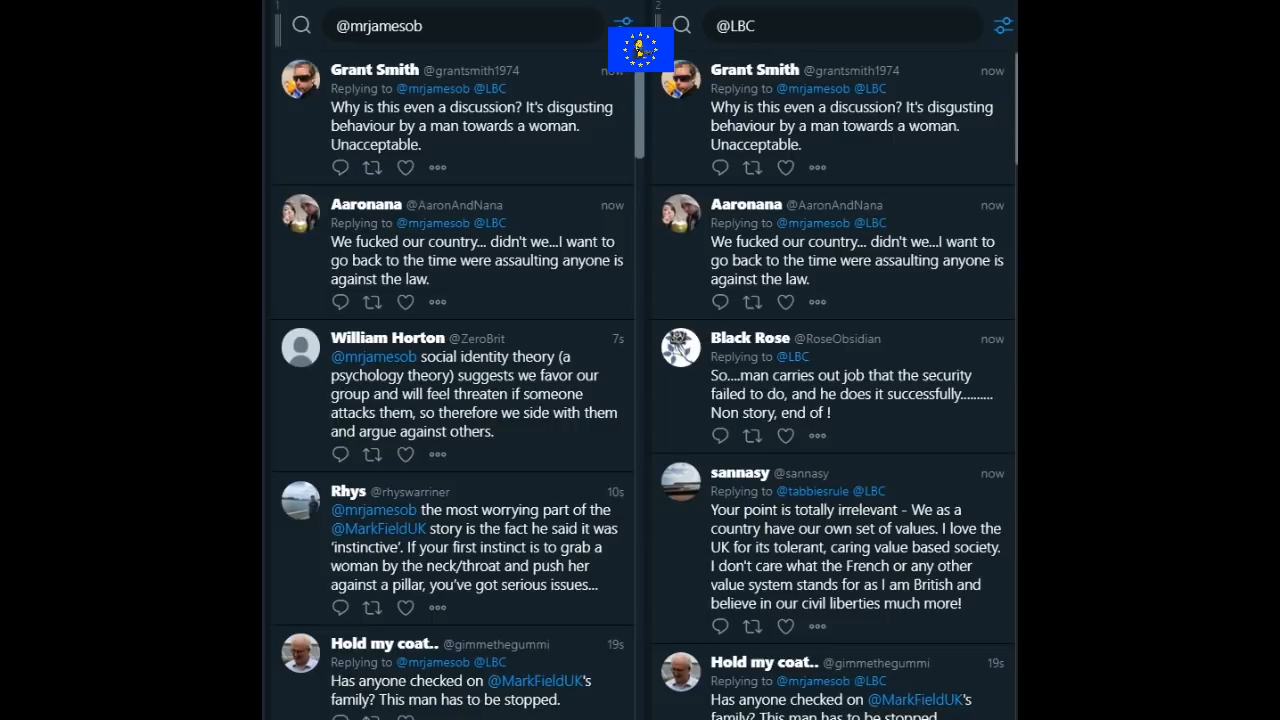 1
@mrjamesob
Grant Smith @grantsmith1974 now
Replying to @mrjamesob @LBC
Why is this even a discussion? It's disgusting
behaviour by a man towards a woman.
Unacceptable.
Aaronana @AaronAndNana now
Replying to @mrjamesob @LBC
We fucked our country... didn't we...I want to
go back to the time were assaulting anyone is
against the law.
William Horton @ZeroBrit 7s
@mrjamesob social identity theory (a
psychology theory) suggests we favor our
group and will feel threaten if someone
attacks them, so therefore we side with them
and argue against others.
Rhys @rhyswarriner 10s
@mrjamesob the most worrying part of the
@MarkFieldUK story is the fact he said it was
‘instinctive’. If your first instinct is to grab a
woman by the neck/throat and push her
against a pillar, you’ve got serious issues...
Hold my coat.. @gimmethegummi 19s
Replying to @mrjamesob @LBC
Has anyone checked on @MarkFieldUK's
family? This man has to be stopped.
2
@LBC
Grant Smith @grantsmith1974 now
Replying to @mrjamesob @LBC
Why is this even a discussion? It's disgusting
behaviour by a man towards a woman.
Unacceptable.
Aaronana @AaronAndNana now
Replying to @mrjamesob @LBC
We fucked our country... didn't we...I want to
go back to the time were assaulting anyone is
against the law.
Black Rose @RoseObsidian now
Replying to @LBC
So....man carries out job that the security
failed to do, and he does it successfully..........
Non story, end of !
sannasy @sannasy now
Replying to @tabbiesrule @LBC
Your point is totally irrelevant - We as a
country have our own set of values. I love the
UK for its tolerant, caring value based society.
I don't care what the French or any other
value system stands for as I am British and
believe in our civil liberties much more!
Hold my coat.. @gimmethegummi 19s
Replying to @mrjamesob @LBC
Has anyone checked on @MarkFieldUK's
family? This man has to be stopped